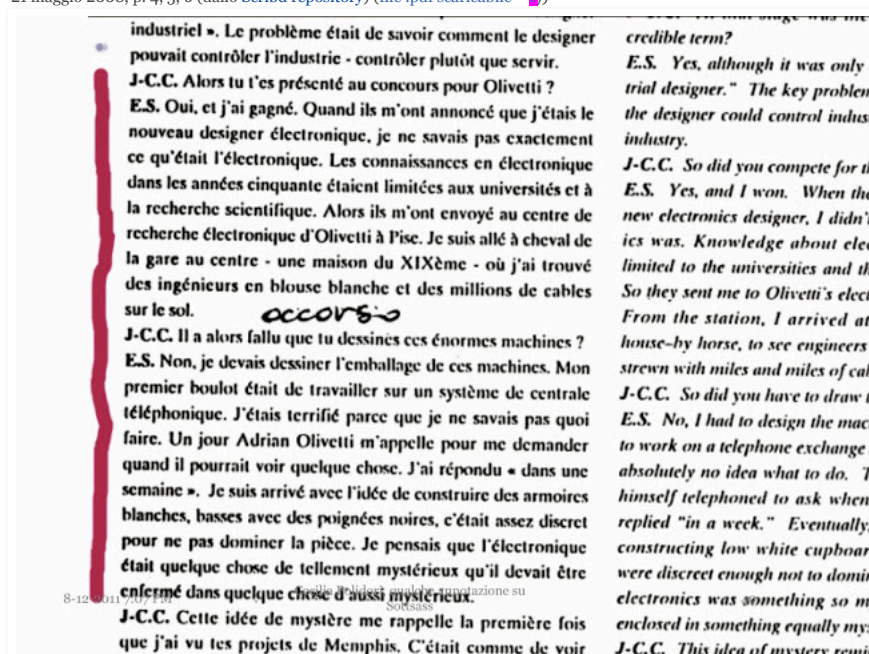 21 maggio 2008, p. 4, 5, 6 (dallo Scribd repository) (file ipdf scaricabile
industriel ». Le problème était de savoir comment le designer
pouvait contrôler l'industrie - contrôler plutôt que servir.
J-C.C. Alors tu t'es présenté au concours pour Olivetti ?
E.S. Oui, et j'ai gagné. Quand ils m'ont annoncé que j'étais le
nouveau designer électronique, je ne savais pas exactement
ce qu'était l'électronique. Les connaissances en électronique
dans les années cinquante étaient limitées aux universités et à
la recherche scientifique. Alors ils m'ont envoyé au centre de
recherche électronique d'Olivetti à Pise. Je suis allé à cheval de
la gare au centre - une maison du XIXème - où j'ai trouvé
des ingénieurs en blouse blanche et des millions de cables
sur le sol.
occorsio
J-C.C. Il a alors fallu que tu dessines ces énormes machines ?
E.S. Non, je devais dessiner l'emballage de ces machines. Mon
premier boulot était de travailler sur un système de centrale
téléphonique. J'étais terrifié parce que je ne savais pas quoi
faire. Un jour Adrian Olivetti m'appelle pour me demander
quand il pourrait voir quelque chose. J'ai répondu « dans une
semaine ». Je suis arrivé avec l'idée de construire des armoires
blanches, basses avec des poignées noires, c'était assez discret
pour ne pas dominer la pièce. Je pensais que l'électronique
était quelque chose de tellement mystérieux qu'il devait être
enfermé dans quelque chose d'aussi mystérieux.
J-C.C. Cette idée de mystère me rappelle la première fois
que j'ai vu tes projets de Memphis. C'était comme de voir
credible term?
E.S. Yes, although it was only
trial designer." The key problem
the designer could control indus
industry.
J-C.C. So did you compete for th
E.S. Yes, and I won. When the
new electronics designer, I didn'
ics was. Knowledge about elec
limited to the universities and th
So they sent me to Olivetti's elect
From the station, I arrived at
house-by horse, to see engineers
strewn with miles and miles of cal
J-C.C. So did you have to draw t
E.S. No, I had to design the mac
to work on a telephone exchange
absolutely no idea what to do. T
himself telephoned to ask when
replied "in a week." Eventually,
constructing low white cupboar
were discreet enough not to domin
electronics was something so m
enclosed in something equally mys
J-C.C. This idea of mystery remi
8-12-2011 7:07 PM
Cecilia Polidori: qualche annotazione su
Sottsass